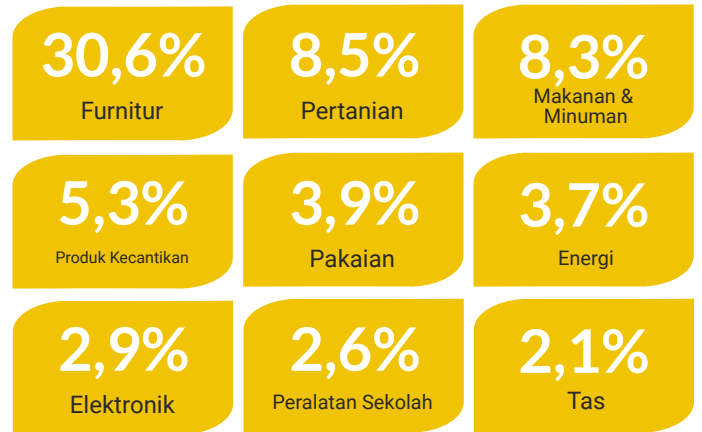 30,6%
Furnitur
8,5%
Pertanian
8,3%
Makanan &
Minuman
5,3%
Produk Kecantikan
3,9%
Pakaian
3,7%
Energi
2,9%
Elektronik
2,6%
Peralatan Sekolah
2,1%
Tas